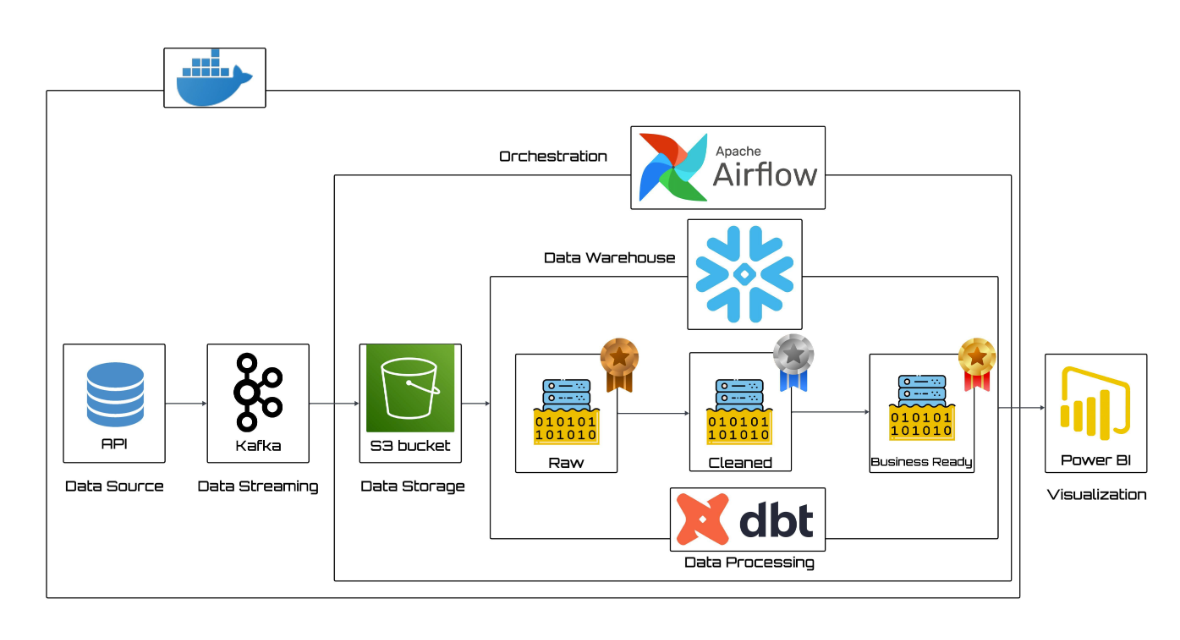 Orchestration
Apache
Airflow
Data Warehouse
API
Kafka
S3 bucket
010101
101010
Raw
010101
101010
Cleaned
010101
101010
Business Ready
Power BI
Data Source
Data Streaming
Data Storage
Visualization
dbt
Data Processing